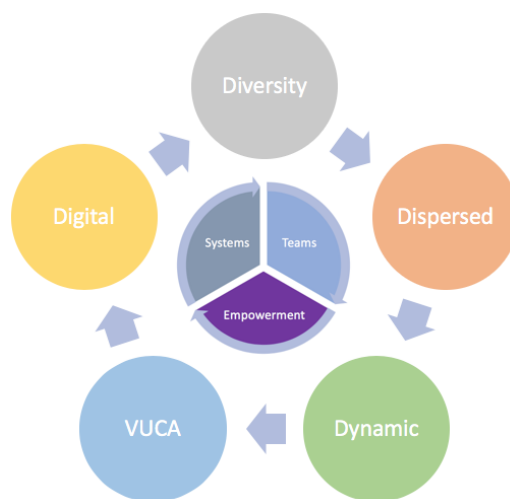 Diversity
Digital
Dispersed
Systems
Teams
Empowerment
VUCA
Dynamic